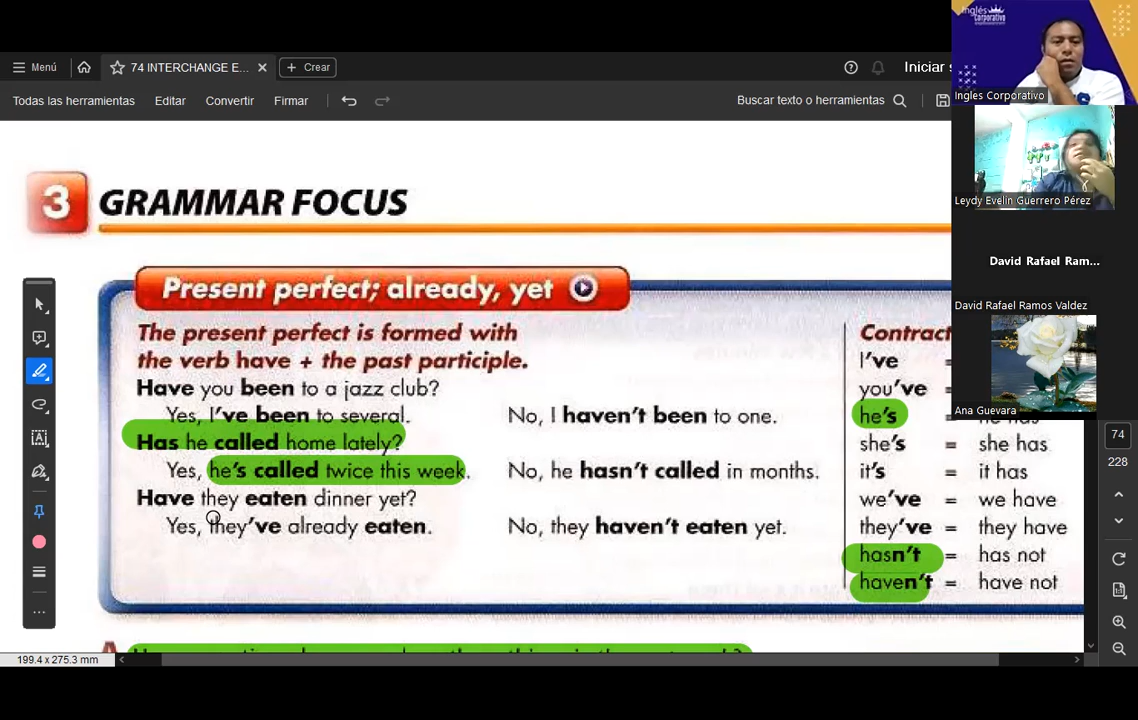 Menú
74 INTERCHANGE E...
Crear
Iniciar s
Todas las herramientas
Editar
Convertir
Firmar
Buscar texto o herramientas
3 GRAMMAR FOCUS
Present perfect; already, yet
The present perfect is formed with
the verb have + the past participle.
Have you been to a jazz club?
Yes, I've been to several.
No, I haven't been to one.
Has he called home lately?
Yes, he's called twice this week.
No, he hasn't called in months.
Have they eaten dinner yet?
Yes, they've already eaten.
No, they haven't eaten yet.
Contract
I've =
you've =
he's = he has
she's = she has
it's = it has
we've = we have
they've = they have
hasn't = has not
haven't = have not
A
199.4 x 275.3 mm
74
228
Inglés
Corporativo
Ingles Corporativo
Leydy Evelin Guerrero Pérez
David Rafael Ram...
David Rafael Ramos Valdez
Ana Guevara